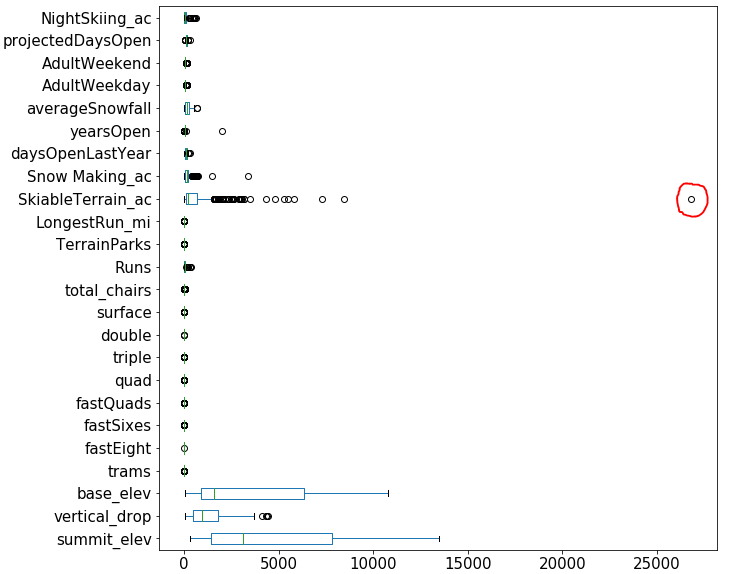 NightSkiing_ac
projectedDaysOpen
AdultWeekend
AdultWeekday
averageSnowfall
yearsOpen
daysOpenLastYear
Snow Making_ac
SkiableTerrain_ac
LongestRun_mi
TerrainParks
Runs
total_chairs
surface
double
triple
quad
fastQuads
fastSixes
fastEight
trams
base_elev
vertical_drop
summit_elev
0 5000 10000 15000 20000 25000